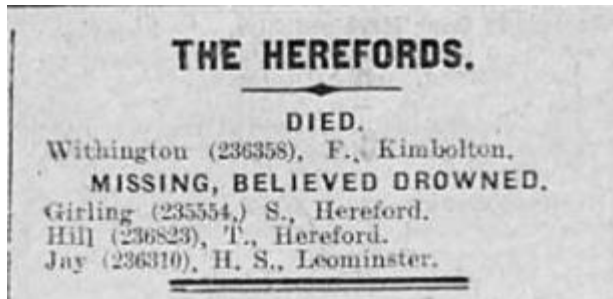 THE HEREFORDS.
DIED.
Withington (236358), F., Kimbolton.
MISSING, BELIEVED DROWNED.
Girling (235554,) S., Hereford.
Hill (236823), T., Hereford.
Jay (236310), H. S., Leominster.